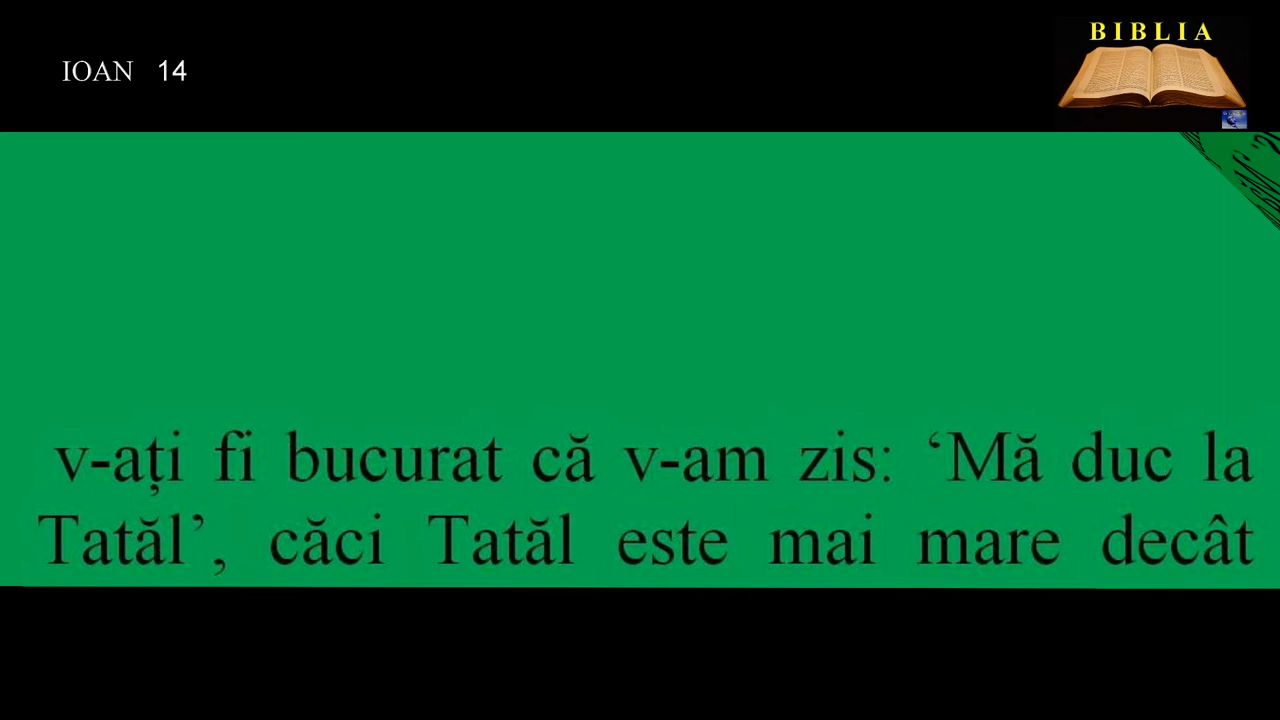 BIBLIA
IOAN 14
v-ați fi bucurat că v-am zis: ‘Mă duc la
Tatăl’, căci Tatăl este mai mare decât